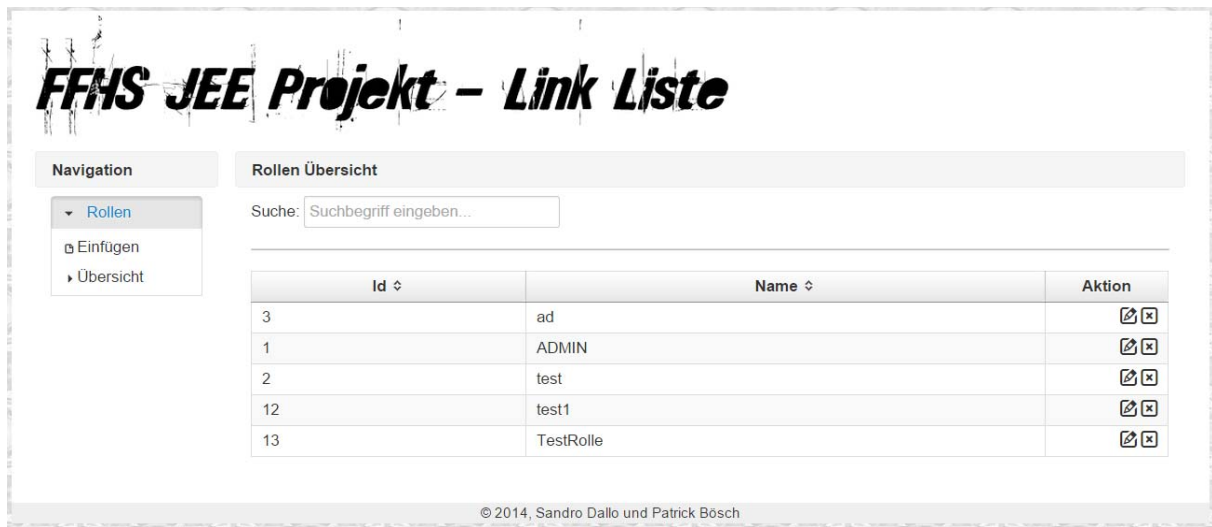 FFHS JEE Projekt - Link Liste
Navigation
Rollen
Einfügen
Übersicht
Rollen Übersicht
Suche: Suchbegriff eingeben...
Id Name Aktion
3 ad
1 ADMIN
2 test
12 test1
13 TestRolle
© 2014, Sandro Dallo und Patrick Bösch